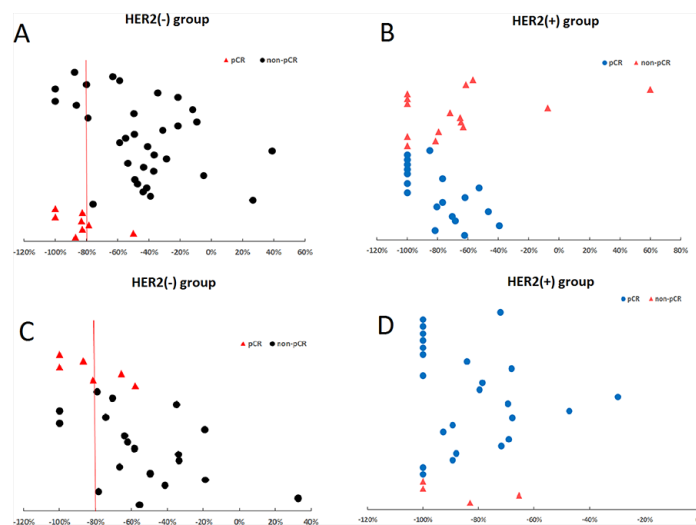 HER2(-) group
A
pCR non-pCR
-120% -100% -80% -60% -40% -20% 0% 20% 40% 60%
HER2(+) group
B
pCR non-pCR
-120% -100% -80% -60% -40% -20% 0% 20% 40% 60% 80%
HER2(-) group
C
pCR non-pCR
-120% -100% -80% -60% -40% -20% 0% 20% 40%
HER2(+) group
D
pCR non-pCR
-120% -100% -80% -60% -40% -20%